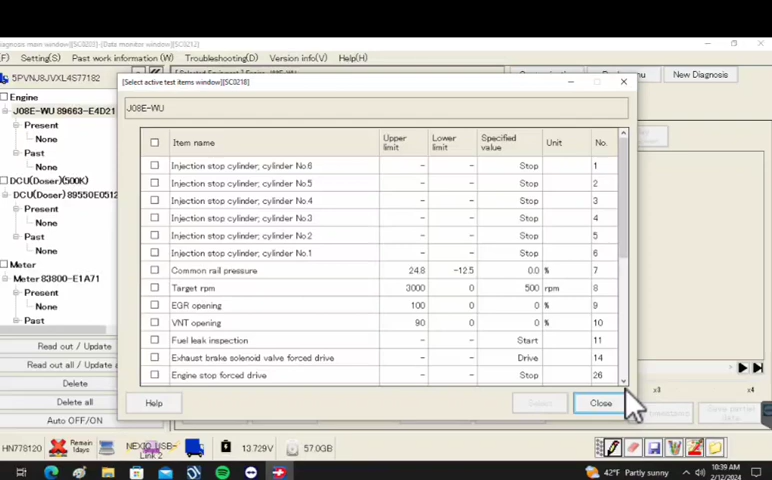 iagnosis main window][SC0203]-[Data monitor window][SC0212]
(F) Setting(S) Past work information (W) Troubleshooting(D) Version info(V) Help(H)
5PVNJ8JVXL4S77182
New Diagnosis
[Select active test items window][SC0218]
J08E-WU
Engine
J08E-WU 89663-E4D21
Present
None
Past
None
DCU(Doser)(500K)
DCU(Doser) 89550E0512
Present
None
Past
None
Meter
Meter 83800-E1A71
Present
None
Past
Read out / Update
Read out all / Update a
Delete
Delete all
Auto ON/OFF
Item name Upper limit Lower limit Specified value Unit No.
Injection stop cylinder; cylinder No.6 - - Stop 1
Injection stop cylinder; cylinder No.5 - - Stop 2
Injection stop cylinder; cylinder No.4 - - Stop 3
Injection stop cylinder; cylinder No.3 - - Stop 4
Injection stop cylinder; cylinder No.2 - - Stop 5
Injection stop cylinder; cylinder No.1 - - Stop 6
Common rail pressure 24.8 -12.5 0.0 % 7
Target rpm 3000 0 500 rpm 8
EGR opening 100 0 0 % 9
VNT opening 90 0 0 % 10
Fuel leak inspection - - Start 11
Exhaust brake solenoid valve forced drive - - Drive 14
Engine stop forced drive - - Stop 26
Help Select Close
x3 x4
HN778120 Remain 1days NEXIQ USB-Link 2 13.729V 57.0GB
42°F Partly sunny
10:39 AM
2/12/2024